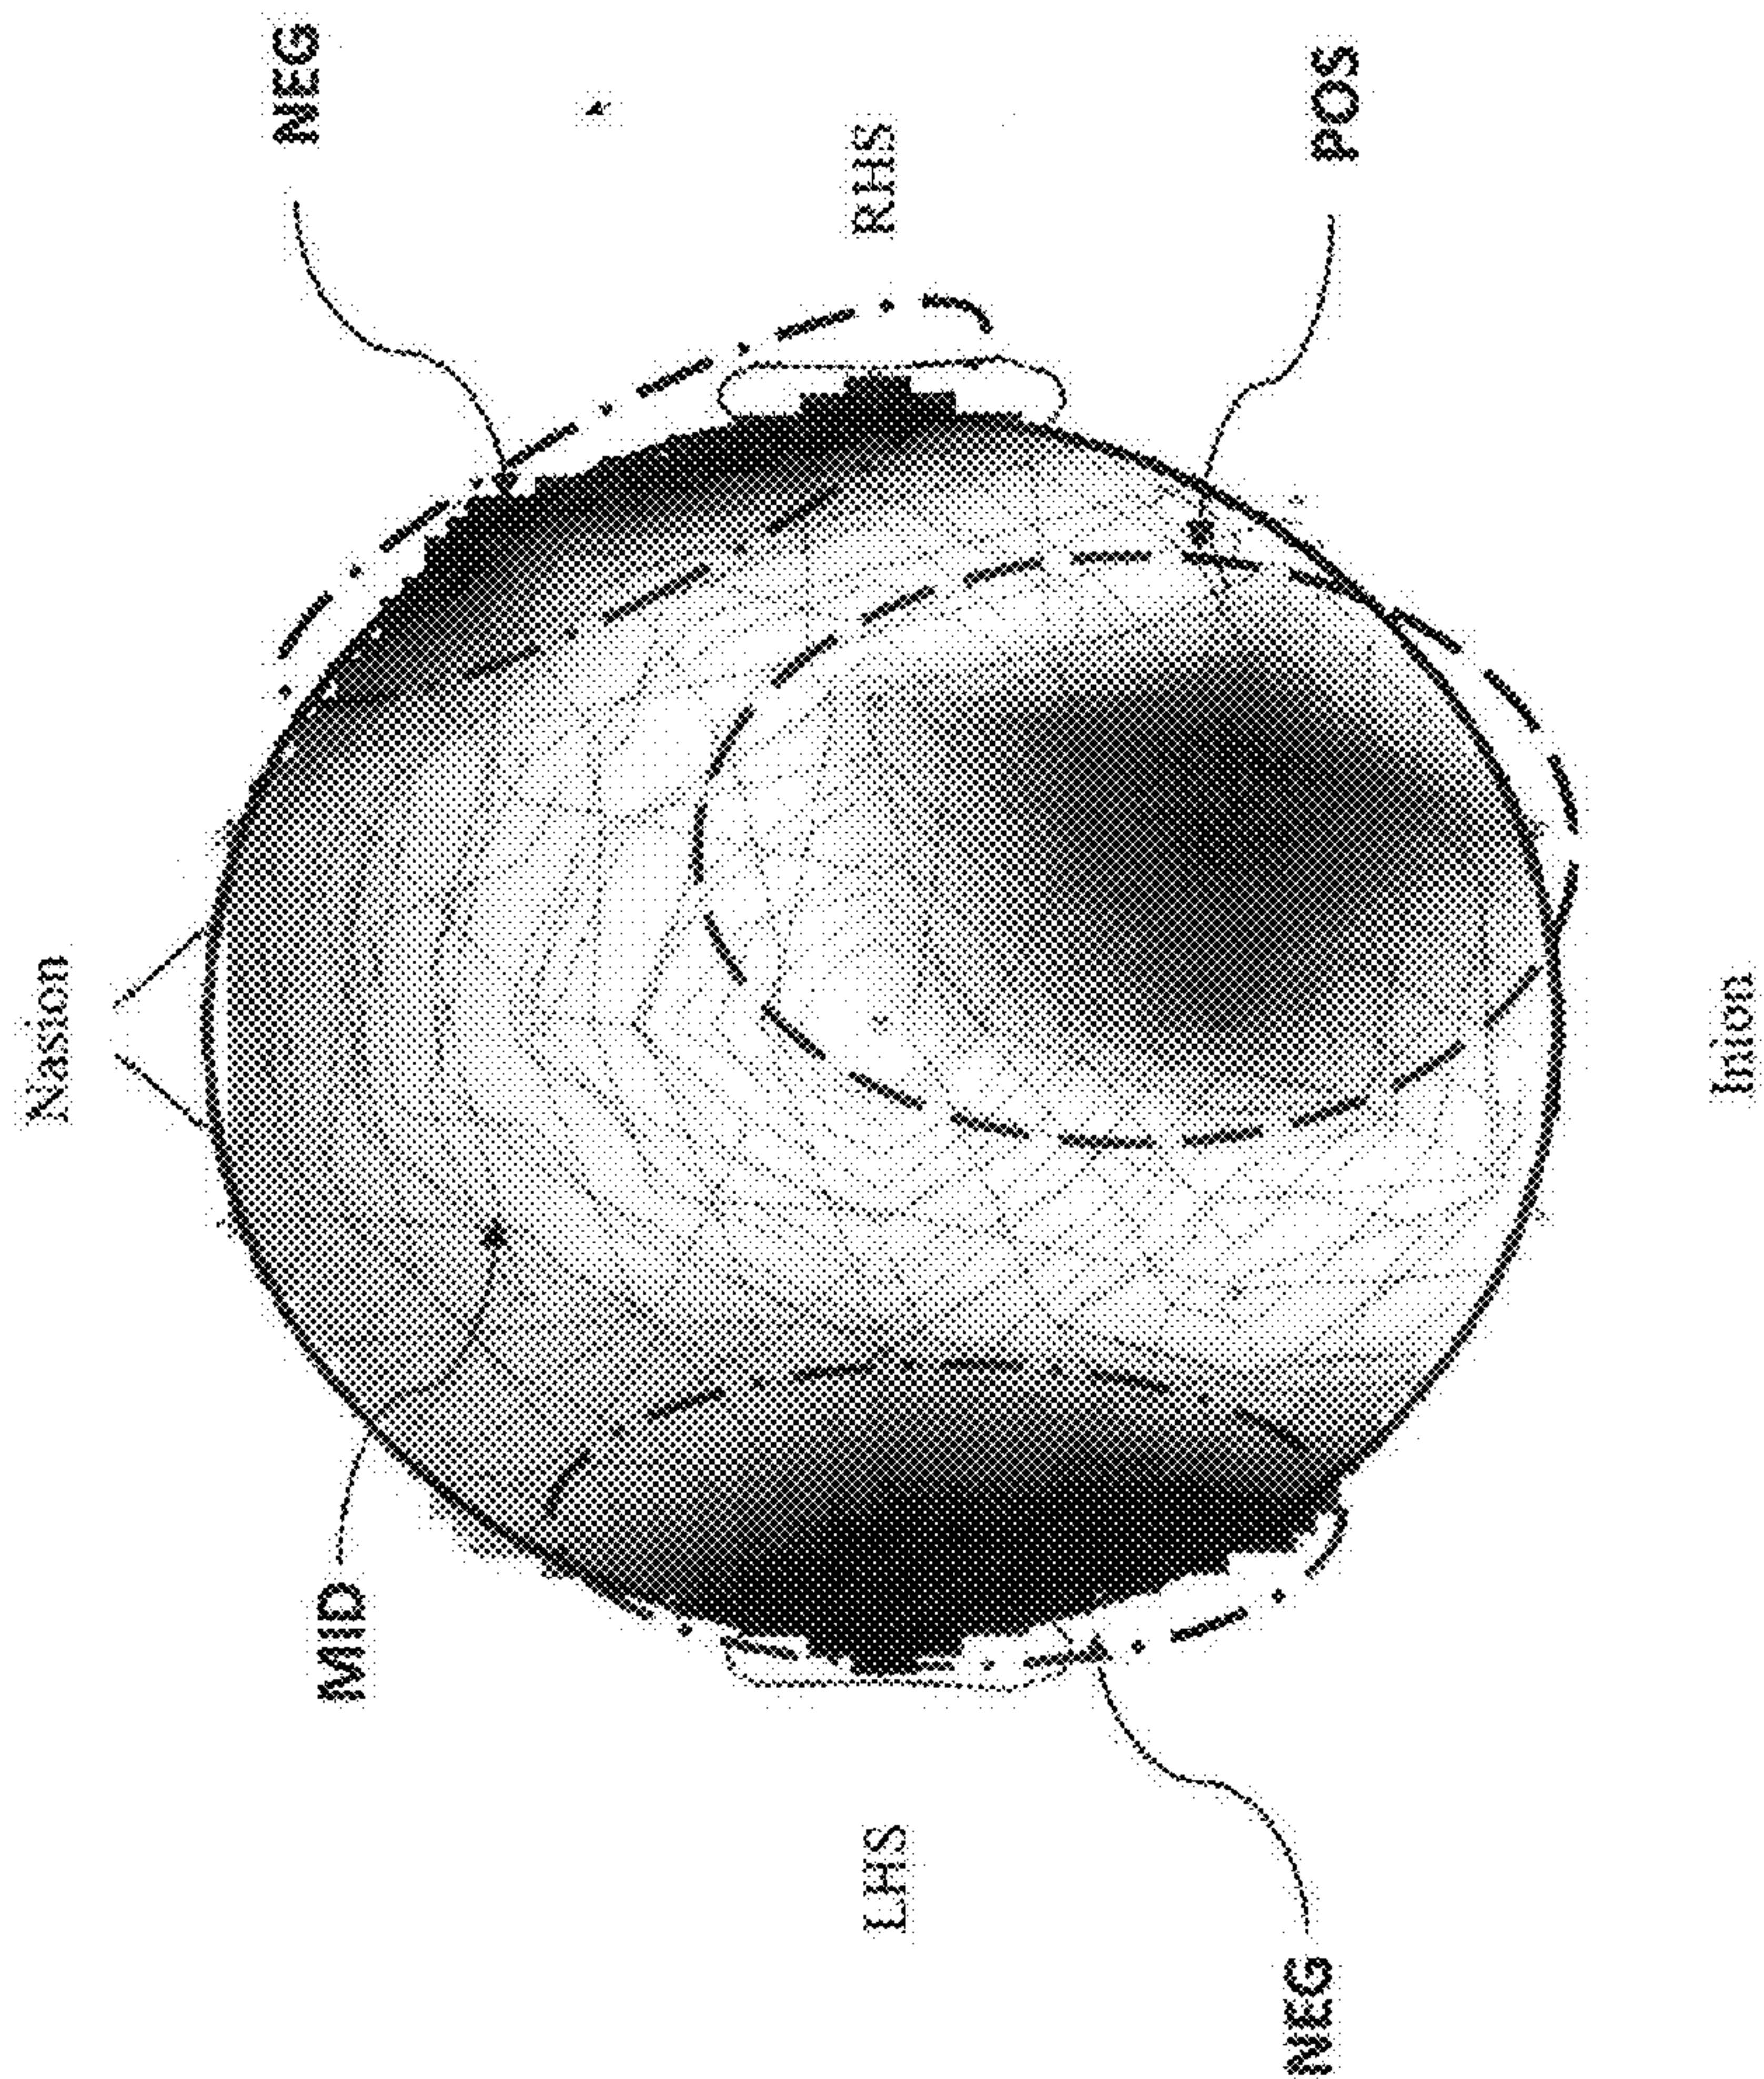 Nasion
NEG
MID
RHS
LHS
POS
NEG
Inion